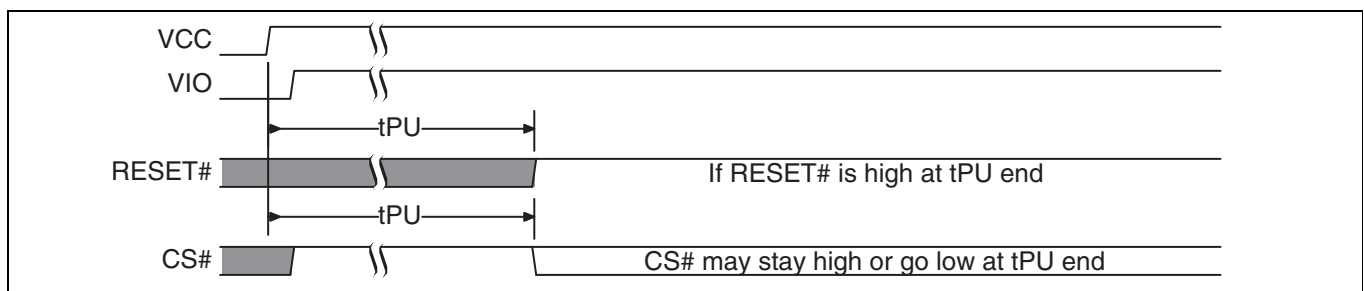 VCC
VIO
tPU
RESET# If RESET# is high at tPU end
tPU
CS# CS# may stay high or go low at tPU end